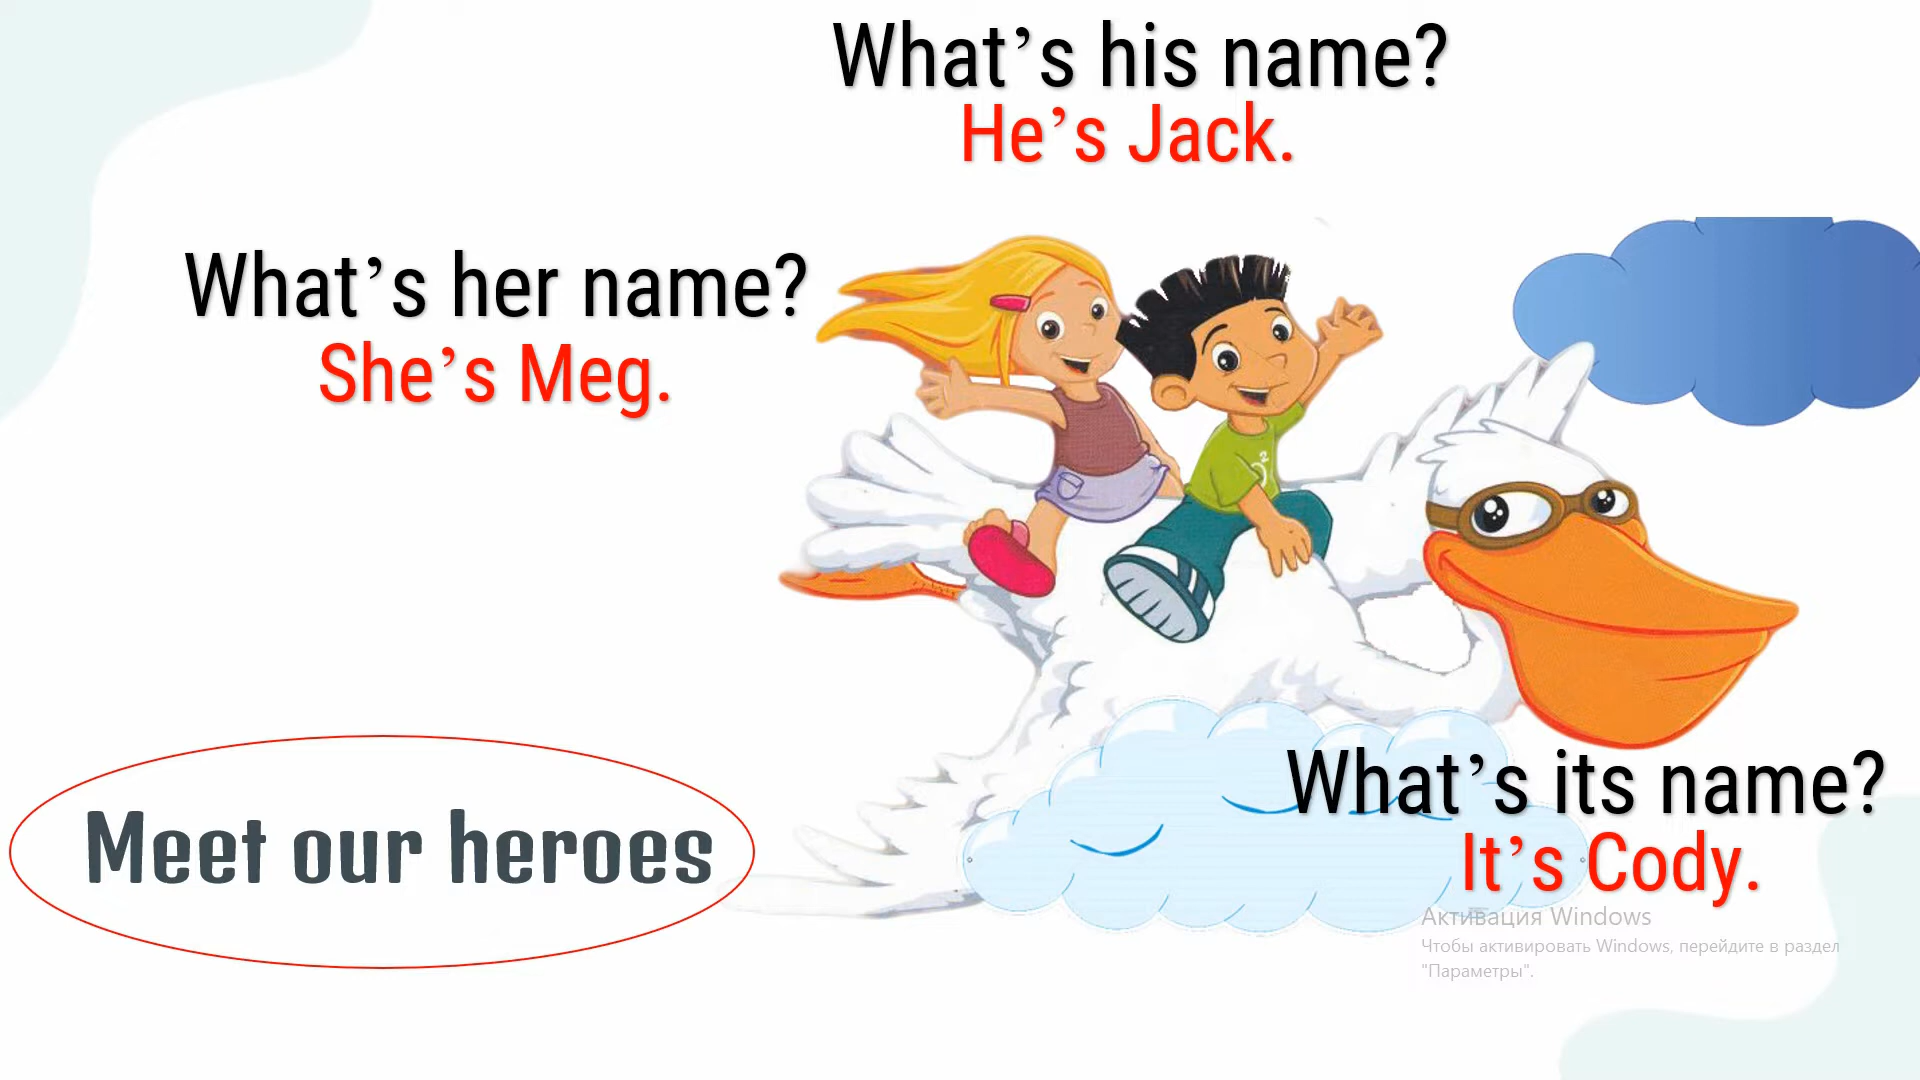 What’s his name?
He’s Jack.
What’s her name?
She’s Meg.
What’s its name?
It’s Cody.
Meet our heroes
Активация Windows
Чтобы активировать Windows, перейдите в раздел
"Параметры".